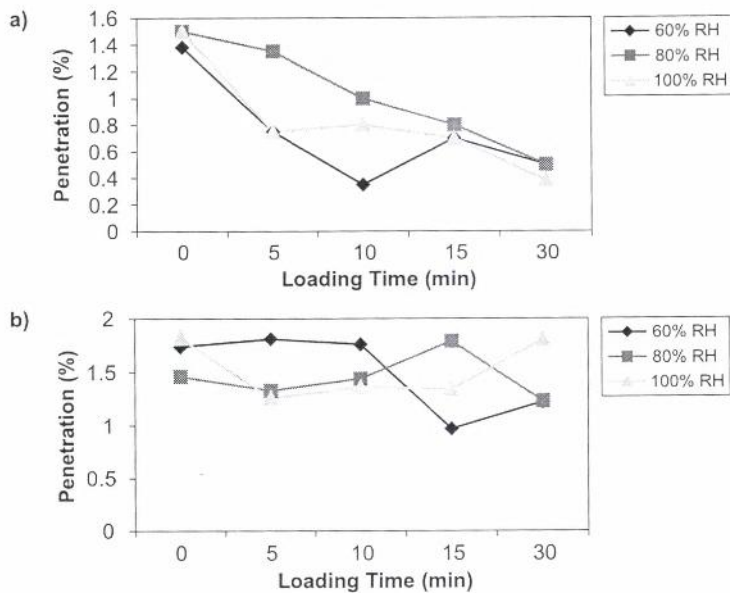 a)
Penetration (%)
1.6
1.4
1.2
1
0.8
0.6
0.4
0.2
0
0 5 10 15 30
Loading Time (min)
60% RH
80% RH
100% RH
b)
Penetration (%)
2
1.5
1
0.5
0
0 5 10 15 30
Loading Time (min)
60% RH
80% RH
100% RH